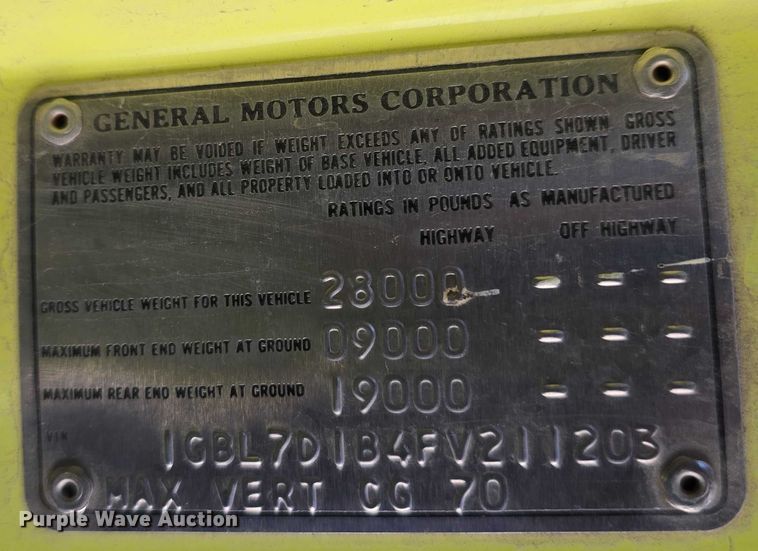 GENERAL MOTORS CORPORATION
WARRANTY MAY BE VOIDED IF WEIGHT EXCEEDS ANY OF RATINGS SHOWN GROSS
VEHICLE WEIGHT INCLUDES WEIGHT OF BASE VEHICLE, ALL ADDED EQUIPMENT, DRIVER
AND PASSENGERS, AND ALL PROPERTY LOADED INTO OR ONTO VEHICLE.
RATINGS IN POUNDS AS MANUFACTURED
HIGHWAY OFF HIGHWAY
GROSS VEHICLE WEIGHT FOR THIS VEHICLE 28000 - - -
MAXIMUM FRONT END WEIGHT AT GROUND 09000 - - -
MAXIMUM REAR END WEIGHT AT GROUND 19000 - - -
VIN 1GBL7D1B4FV211203
MAX VERT CG 70
Purple Wave Auction